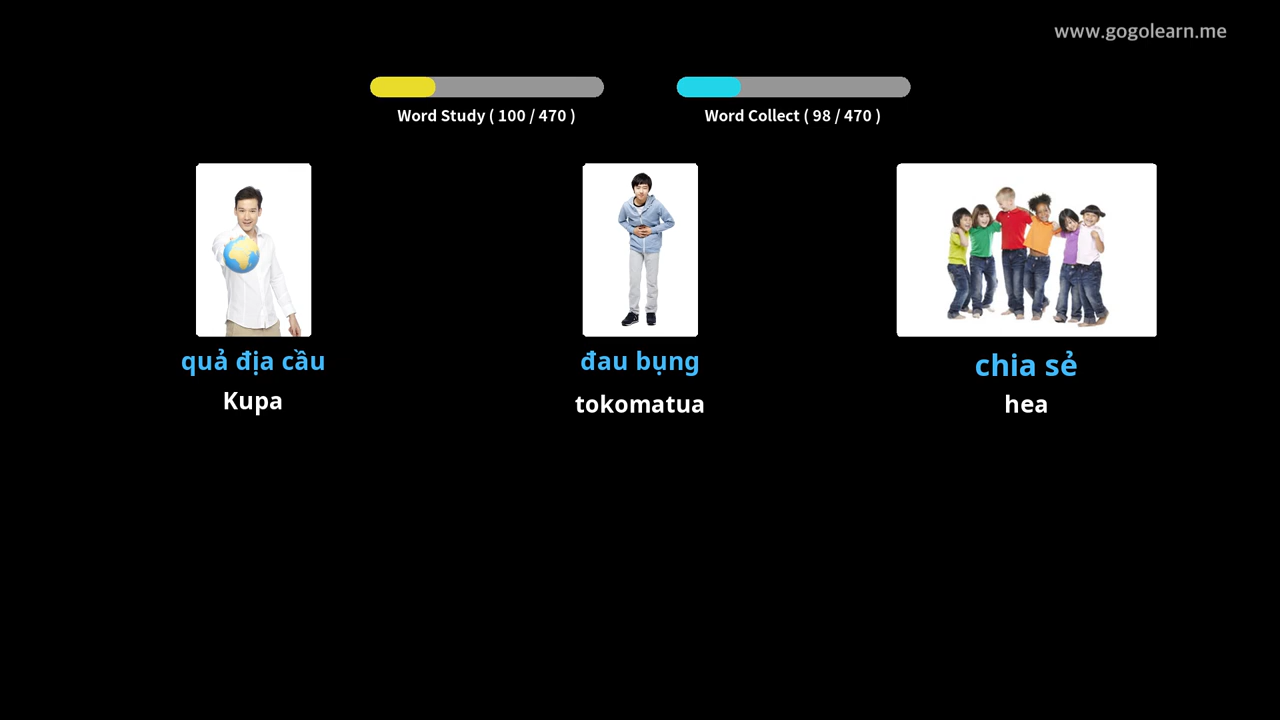 www.gogolearn.me
Word Study ( 100 / 470 )
Word Collect ( 98 / 470 )
quả địa cầu
Kupa
đau bụng
tokomatua
chia sẻ
hea